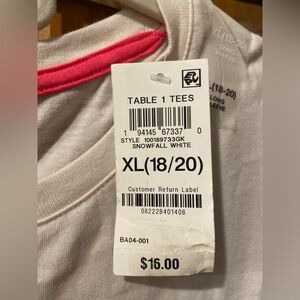 TABLE 1 TEES
1 94145 67337 0
STYLE 100189733GK
SNOWFALL WHITE
XL(18/20)
Customer Return Label
082228401408
BA04-001
$16.00
(18-20)
LONG
SLEEVE